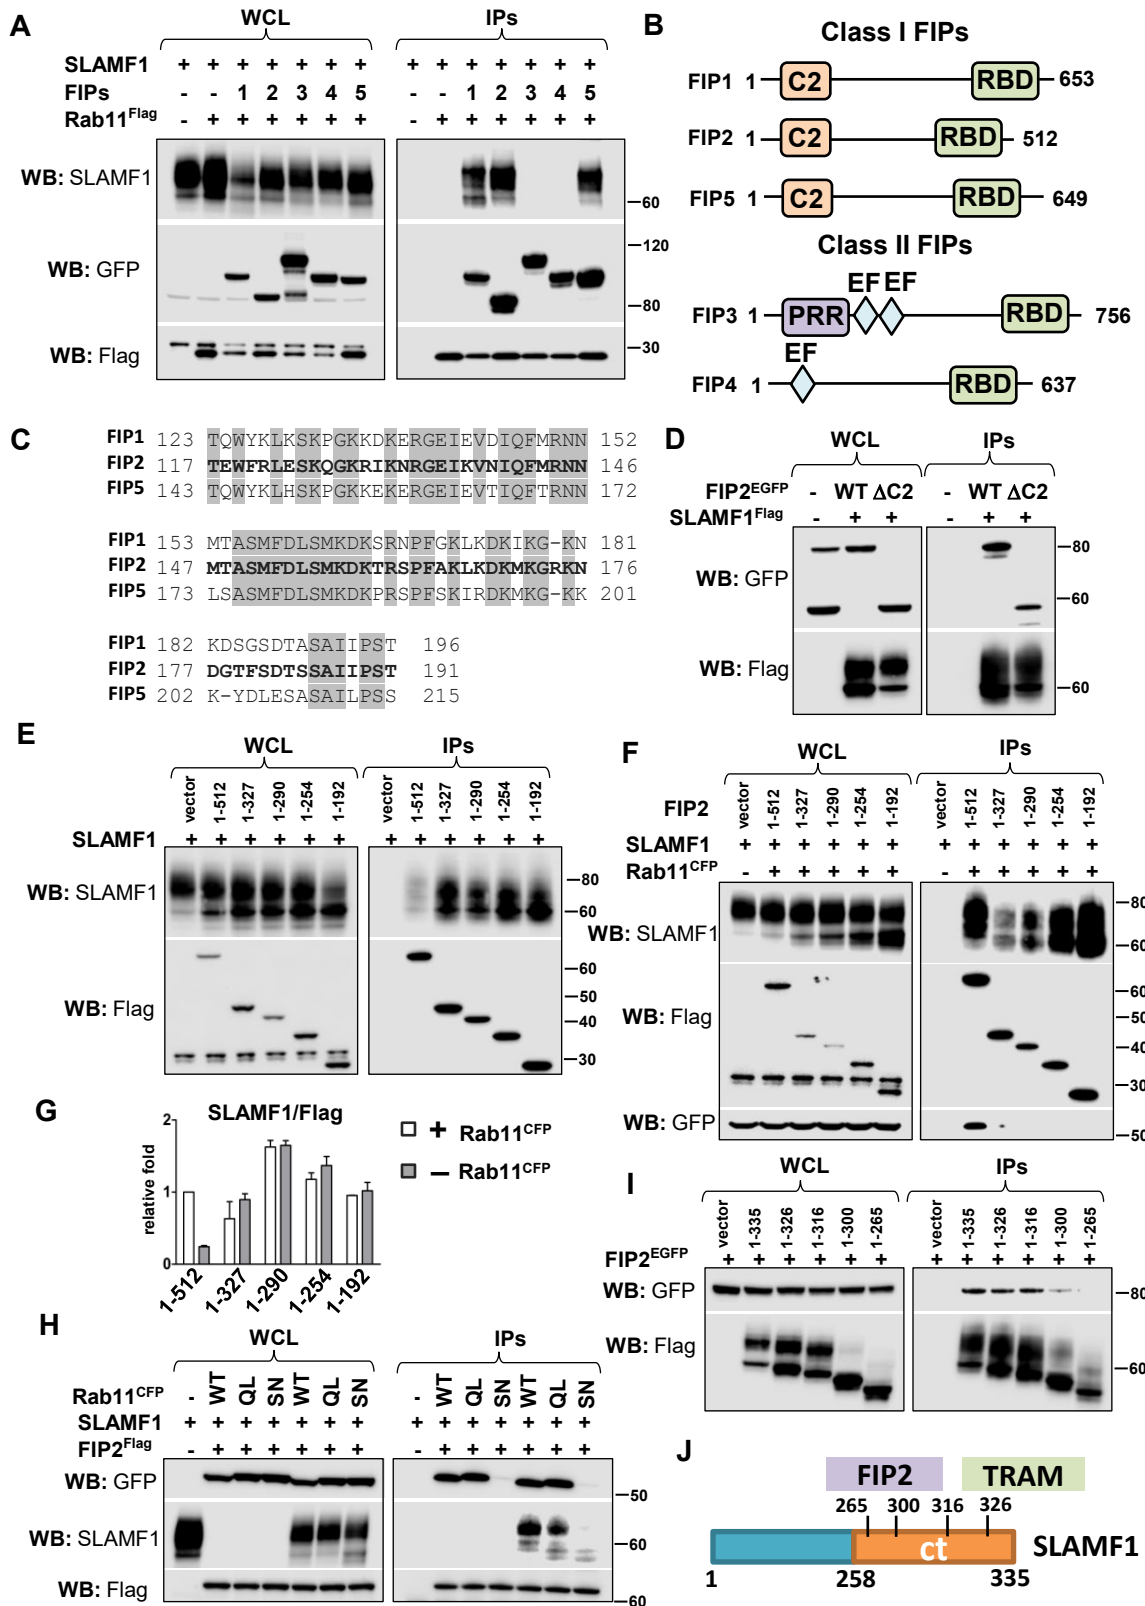 A
WCL
IPs
SLAMF1 + + + + + + + + + + + + + +
FIPs - - 1 2 3 4 5 - - 1 2 3 4 5
Rab11Flag - + + + + + + - + + + + + +
WB: SLAMF1
60
WB: GFP
120
80
WB: Flag
30
B
Class I FIPs
FIP1 1 C2 RBD 653
FIP2 1 C2 RBD 512
FIP5 1 C2 RBD 649
Class II FIPs
EF EF
FIP3 1 PRR RBD 756
EF
FIP4 1 RBD 637
C
FIP1 123 TQWYKLKSKPGKKDKERGEIEVDIQFMRNN 152
FIP2 117 TEWFRLESKQGKRIKNRGEIKVNIQFMRNN 146
FIP5 143 TQWYKLHSKPGKKEKERGEIEVTIQFTRNN 172
FIP1 153 MTASMFDLSMKDKSRNPFGKLKDKIKG-KN 181
FIP2 147 MTASMFDLSMKDKTRSPFAKLKDKMKGRKN 176
FIP5 173 LSASMFDLSMKDKPRSPFSKIRDKMKG-KK 201
FIP1 182 KDSGSDTASAIIPST 196
FIP2 177 DGTFSDTSSAIIPST 191
FIP5 202 K-YDLESASAILPSS 215
D
WCL
IPs
FIP2EGFP - WT ΔC2 - WT ΔC2
SLAMF1Flag - + + - + +
WB: GFP
80
60
WB: Flag
60
E
WCL
IPs
vector 1-512 1-327 1-290 1-254 1-192 vector 1-512 1-327 1-290 1-254 1-192
SLAMF1 + + + + + + + + + + + +
WB: SLAMF1
80
60
WB: Flag
60
50
40
30
F
WCL
IPs
FIP2 vector 1-512 1-327 1-290 1-254 1-192 vector 1-512 1-327 1-290 1-254 1-192
SLAMF1 + + + + + + + + + + + +
Rab11CFP - + + + + + - + + + + +
WB: SLAMF1
80
60
WB: Flag
60
50
40
30
WB: GFP
50
G
SLAMF1/Flag
relative fold
2
1
0
1-512 1-327 1-290 1-254 1-192
+ Rab11CFP
− Rab11CFP
H
WCL
IPs
Rab11CFP - WT QL SN WT QL SN - WT QL SN WT QL SN
SLAMF1 + + + + + + + + + + + + + +
FIP2Flag - + + + + + + - + + + + + +
WB: GFP
50
WB: SLAMF1
60
WB: Flag
60
I
WCL
IPs
vector 1-335 1-326 1-316 1-300 1-265 vector 1-335 1-326 1-316 1-300 1-265
FIP2EGFP + + + + + + + + + + + +
WB: GFP
80
WB: Flag
60
J
FIP2 TRAM
265 300 316 326
ct SLAMF1
1 258 335